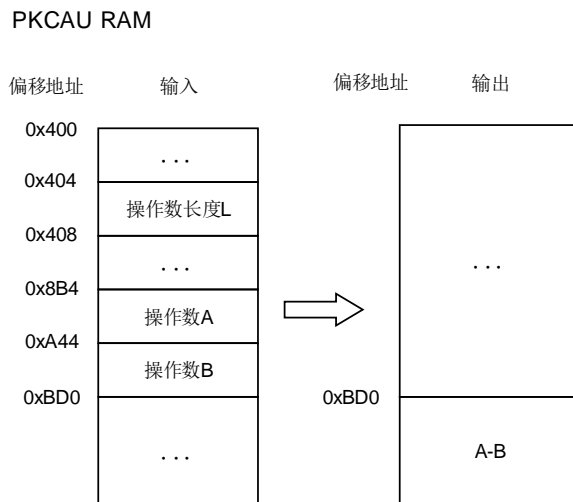 PKCAU RAM
偏移地址 输入 偏移地址 输出
0x400
...
0x404
操作数长度L
0x408
...
0x8B4
操作数A
0xA44
操作数B
0xBD0
...
...
0xBD0
A-B